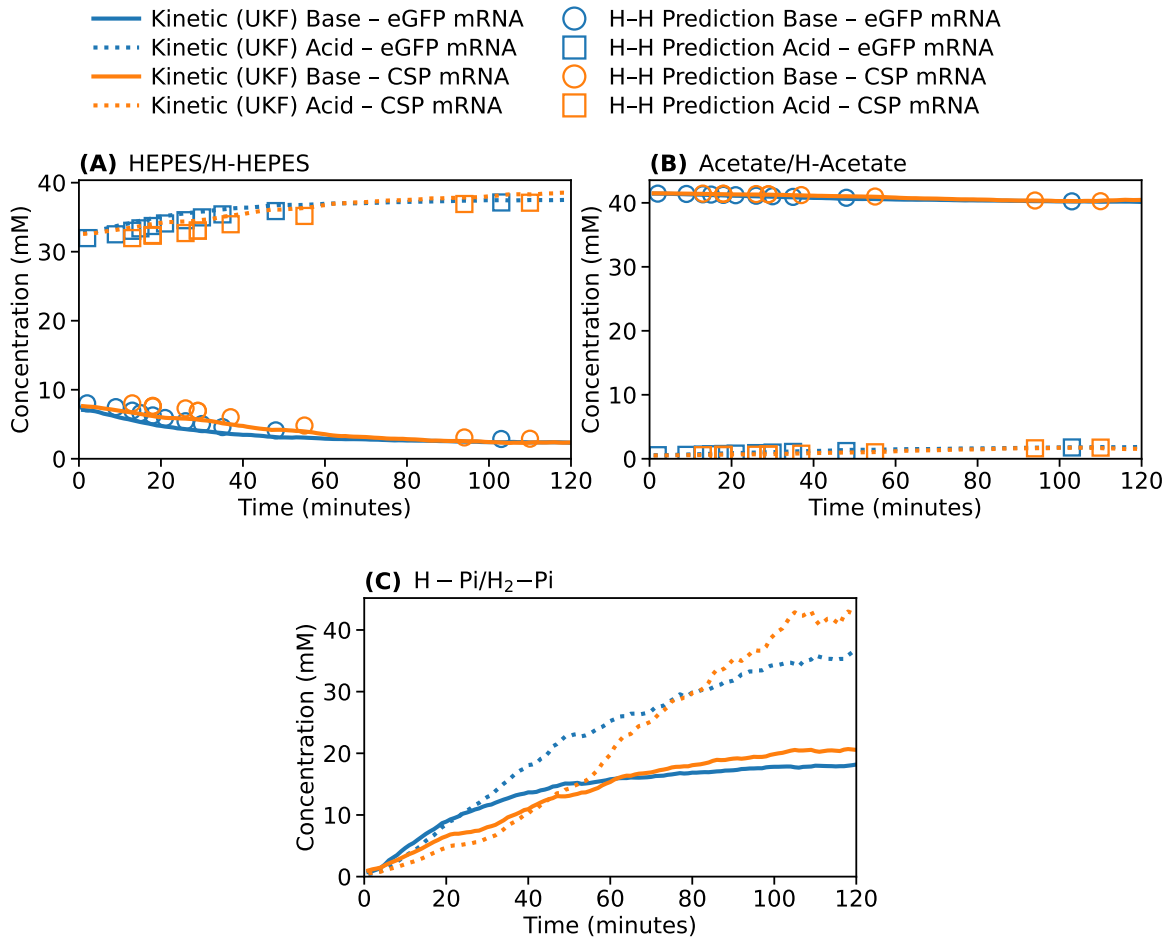 Kinetic (UKF) Base – eGFP mRNA
Kinetic (UKF) Acid – eGFP mRNA
Kinetic (UKF) Base – CSP mRNA
Kinetic (UKF) Acid – CSP mRNA
H–H Prediction Base – eGFP mRNA
H–H Prediction Acid – eGFP mRNA
H–H Prediction Base – CSP mRNA
H–H Prediction Acid – CSP mRNA
(A) HEPES/H-HEPES
Concentration (mM)
40
30
20
10
0
0 20 40 60 80 100 120
Time (minutes)
(B) Acetate/H-Acetate
Concentration (mM)
40
30
20
10
0
0 20 40 60 80 100 120
Time (minutes)
(C) H – Pi/H₂–Pi
Concentration (mM)
40
30
20
10
0
0 20 40 60 80 100 120
Time (minutes)